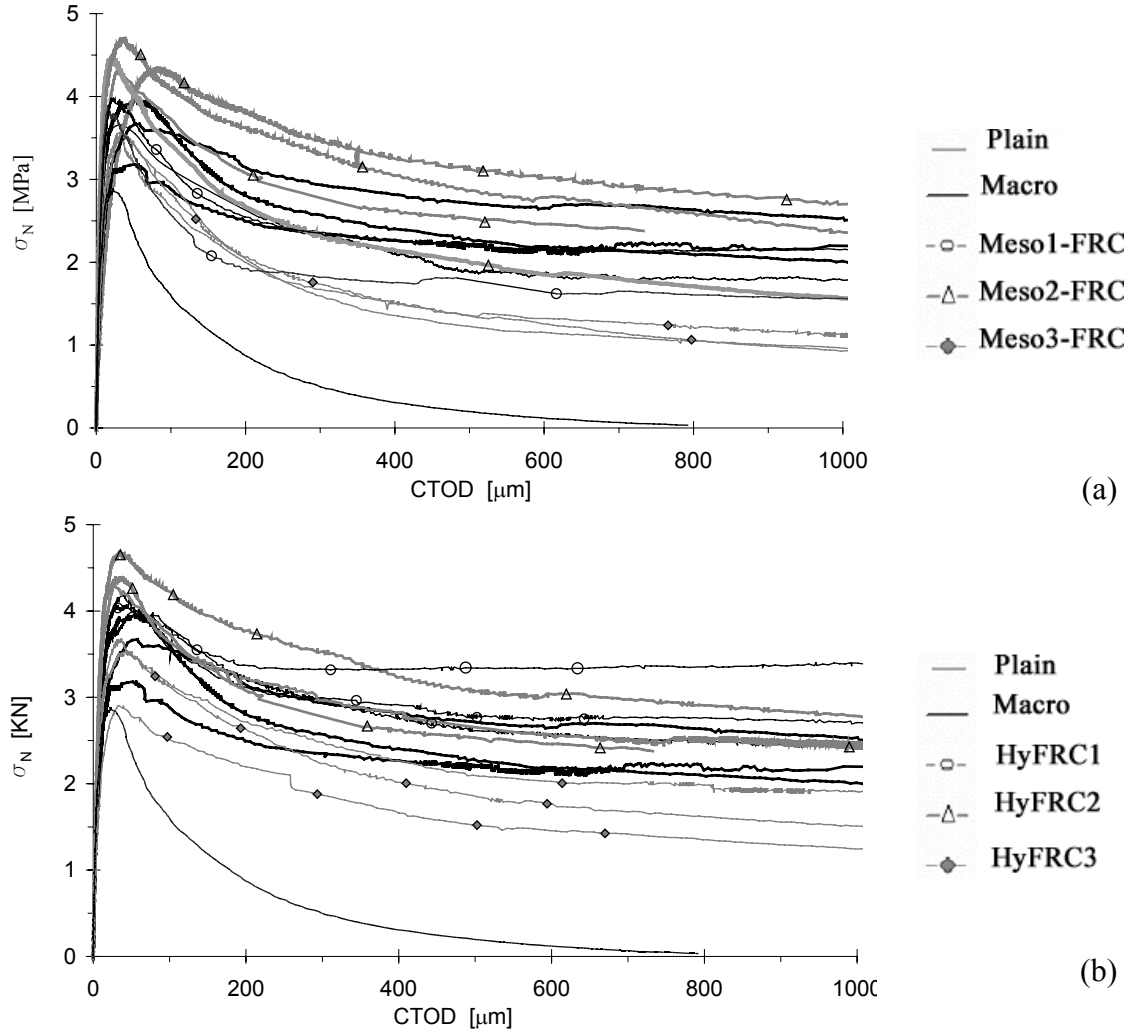 5
4
3
2
1
0
σN [MPa]
0 200 400 600 800 1000
CTOD [μm]
Plain
Macro
Meso1-FRC
Meso2-FRC
Meso3-FRC
(a)
5
4
3
2
1
0
σN [KN]
0 200 400 600 800 1000
CTOD [μm]
Plain
Macro
HyFRC1
HyFRC2
HyFRC3
(b)